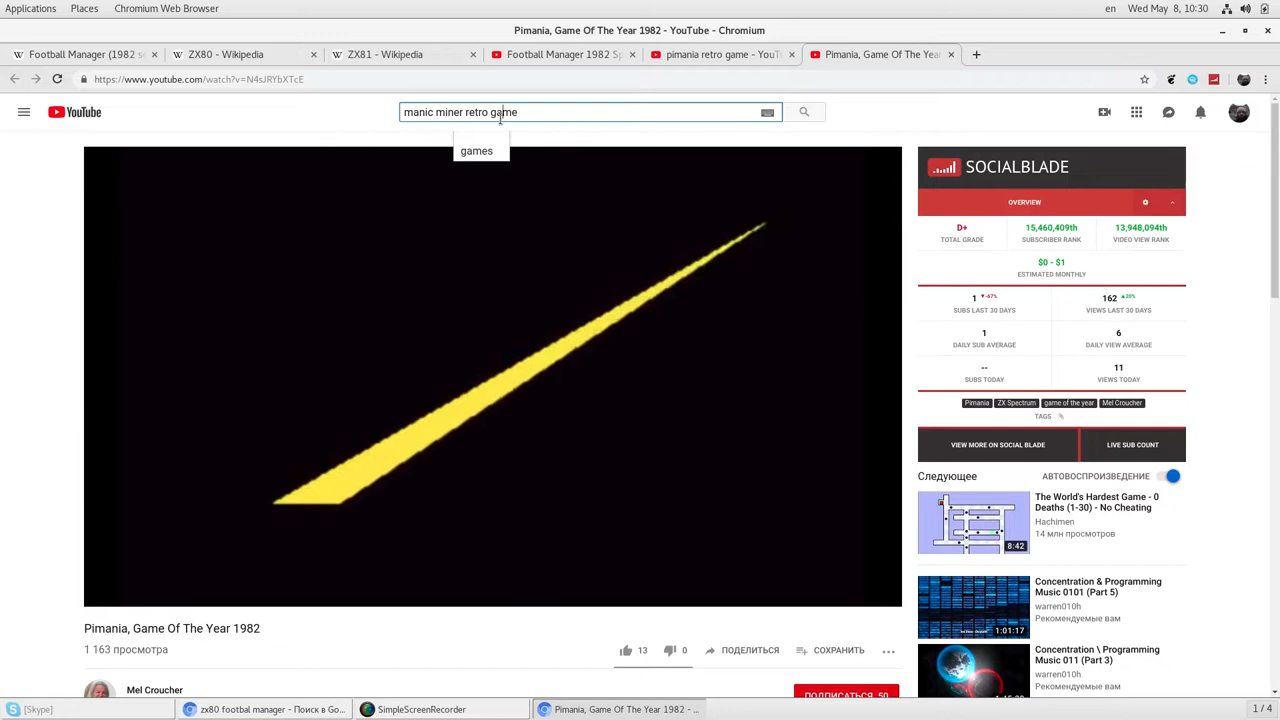 Applications Places Chromium Web Browser en Wed May 8, 10:30
Pimania, Game Of The Year 1982 - YouTube - Chromium
Football Manager (1982 se ZX80 - Wikipedia ZX81 - Wikipedia Football Manager 1982 Sp pimania retro game - YouT Pimania, Game Of The Yea
https://www.youtube.com/watch?v=N4sJRYbXTcE
YouTube manic miner retro game
games
SOCIALBLADE
OVERVIEW
D+ 15,460,409th 13,948,094th
TOTAL GRADE SUBSCRIBER RANK VIDEO VIEW RANK
$0 - $1
ESTIMATED MONTHLY
1 ▼-67% 162 ▲20%
SUBS LAST 30 DAYS VIEWS LAST 30 DAYS
1 6
DAILY SUB AVERAGE DAILY VIEW AVERAGE
-- 11
SUBS TODAY VIEWS TODAY
Pimania ZX Spectrum game of the year Mel Croucher
TAGS
VIEW MORE ON SOCIAL BLADE LIVE SUB COUNT
Следующее АВТОВОСПРОИЗВЕДЕНИЕ
The World's Hardest Game - 0
Deaths (1-30) - No Cheating
Hachimen
14 млн просмотров
8:42
Concentration & Programming
Music 0101 (Part 5)
warren010h
Рекомендуемые вам
1:01:17
Concentration \ Programming
Music 011 (Part 3)
warren010h
Рекомендуемые вам
Pimania, Game Of The Year 1982
1 163 просмотра 13 0 ПОДЕЛИТЬСЯ СОХРАНИТЬ
Mel Croucher ПОДПИСАТЬСЯ 50
[Skype] zx80 footbal manager - Поиск в Go... SimpleScreenRecorder Pimania, Game Of The Year 1982 - ... 1 / 4